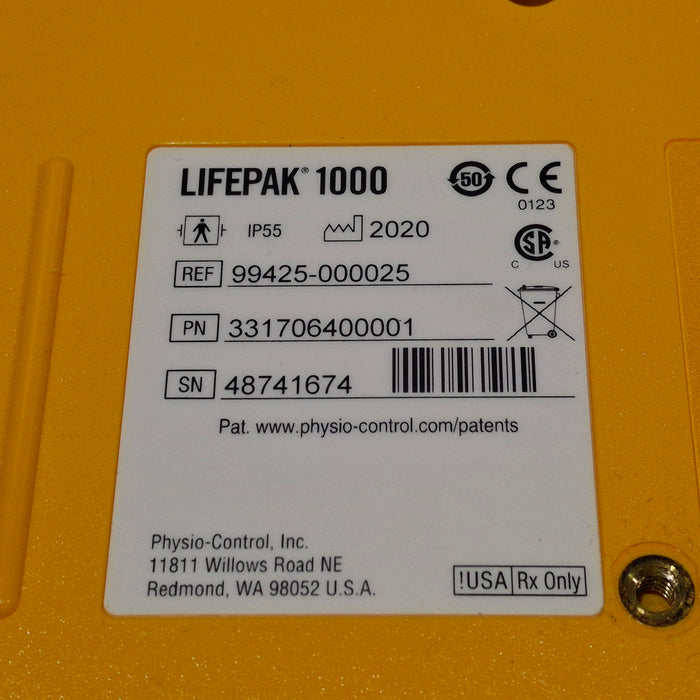 LIFEPAK® 1000
50
CE
0123
IP55
2020
SA®
C US
REF 99425-000025
PN 331706400001
SN 48741674
Pat. www.physio-control.com/patents
Physio-Control, Inc.
11811 Willows Road NE
Redmond, WA 98052 U.S.A.
!USA Rx Only